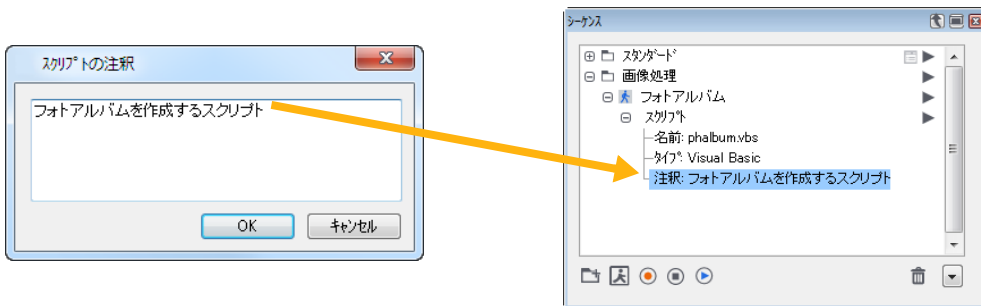 スクリプトの注釈
フォトアルバムを作成するスクリプト
OK
キャンセル
シーケンス
スタンダード
画像処理
フォトアルバム
スクリプト
名前: phalbum.vbs
タイプ: Visual Basic
注釈: フォトアルバムを作成するスクリプト